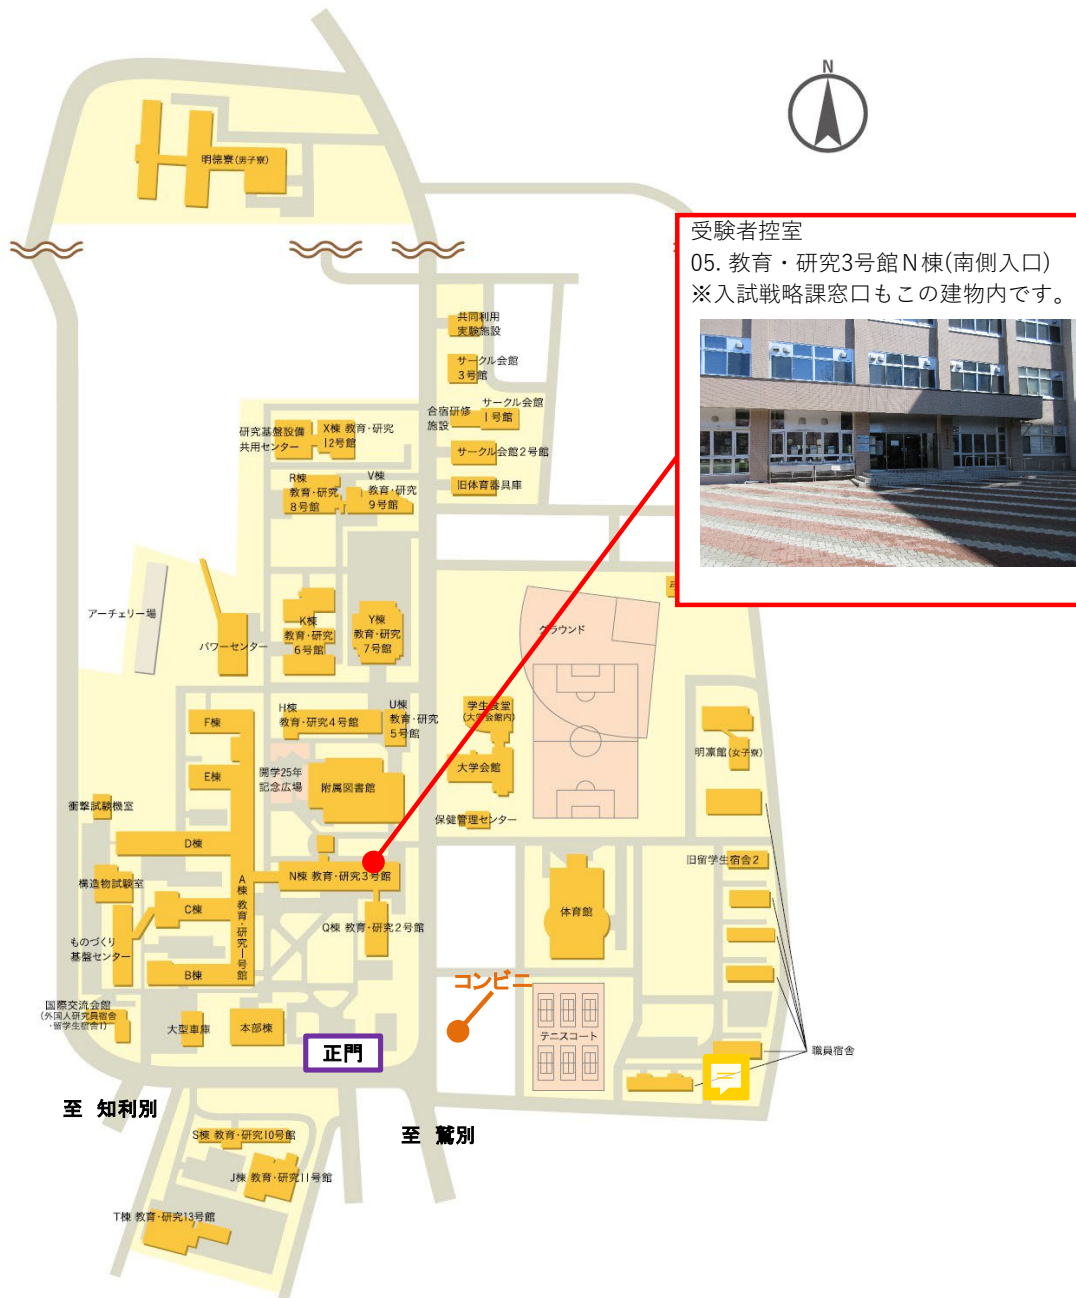 N
明徳寮(男子寮)
受験者控室
05. 教育・研究3号館N棟(南側入口)
※入試戦略課窓口もこの建物内です。
共同利用
実験施設
サークル会館
3号館
合宿研修
施設
サークル会館
1号館
サークル会館2号館
旧体育器具庫
研究基盤設備
共用センター
X棟 教育・研究
12号館
R棟
教育・研究
8号館
V棟
教育・研究
9号館
アーチェリー場
パワーセンター
K棟
教育・研究
6号館
Y棟
教育・研究
7号館
グラウンド
F棟
H棟
教育・研究4号館
U棟
教育・研究
5号館
学生食堂
(大学会館内)
大学会館
明凛館(女子寮)
E棟
開学25年
記念広場
附属図書館
保健管理センター
衝撃試験機室
D棟
旧留学生宿舎2
構造物試験室
A棟 教育・研究1号館
N棟 教育・研究3号館
C棟
Q棟 教育・研究2号館
体育館
ものづくり
基盤センター
B棟
コンビニ
国際交流会館
(外国人研究員宿舎
・留学生宿舎1)
大型車庫
本部棟
正門
テニスコート
職員宿舎
至 知利別
至 鷲別
S棟 教育・研究10号館
J棟 教育・研究11号館
T棟 教育・研究13号館